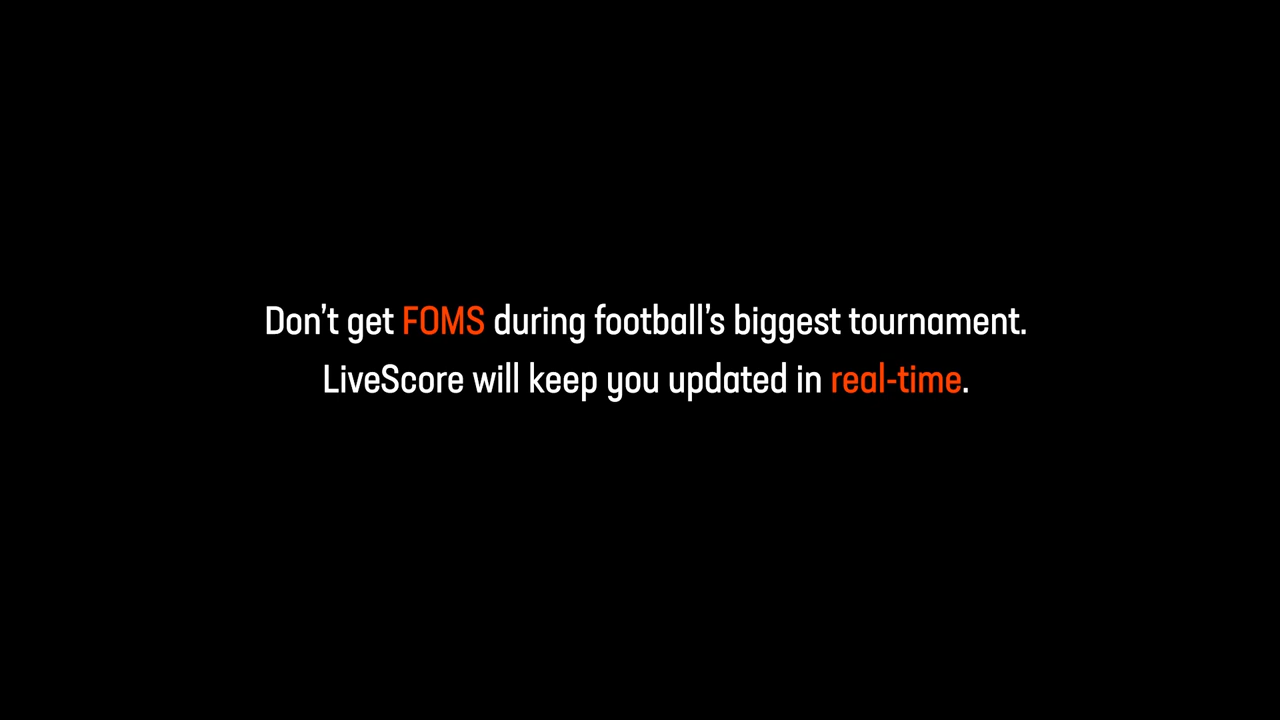 Don't get FOMS during football's biggest tournament.
LiveScore will keep you updated in real-time.